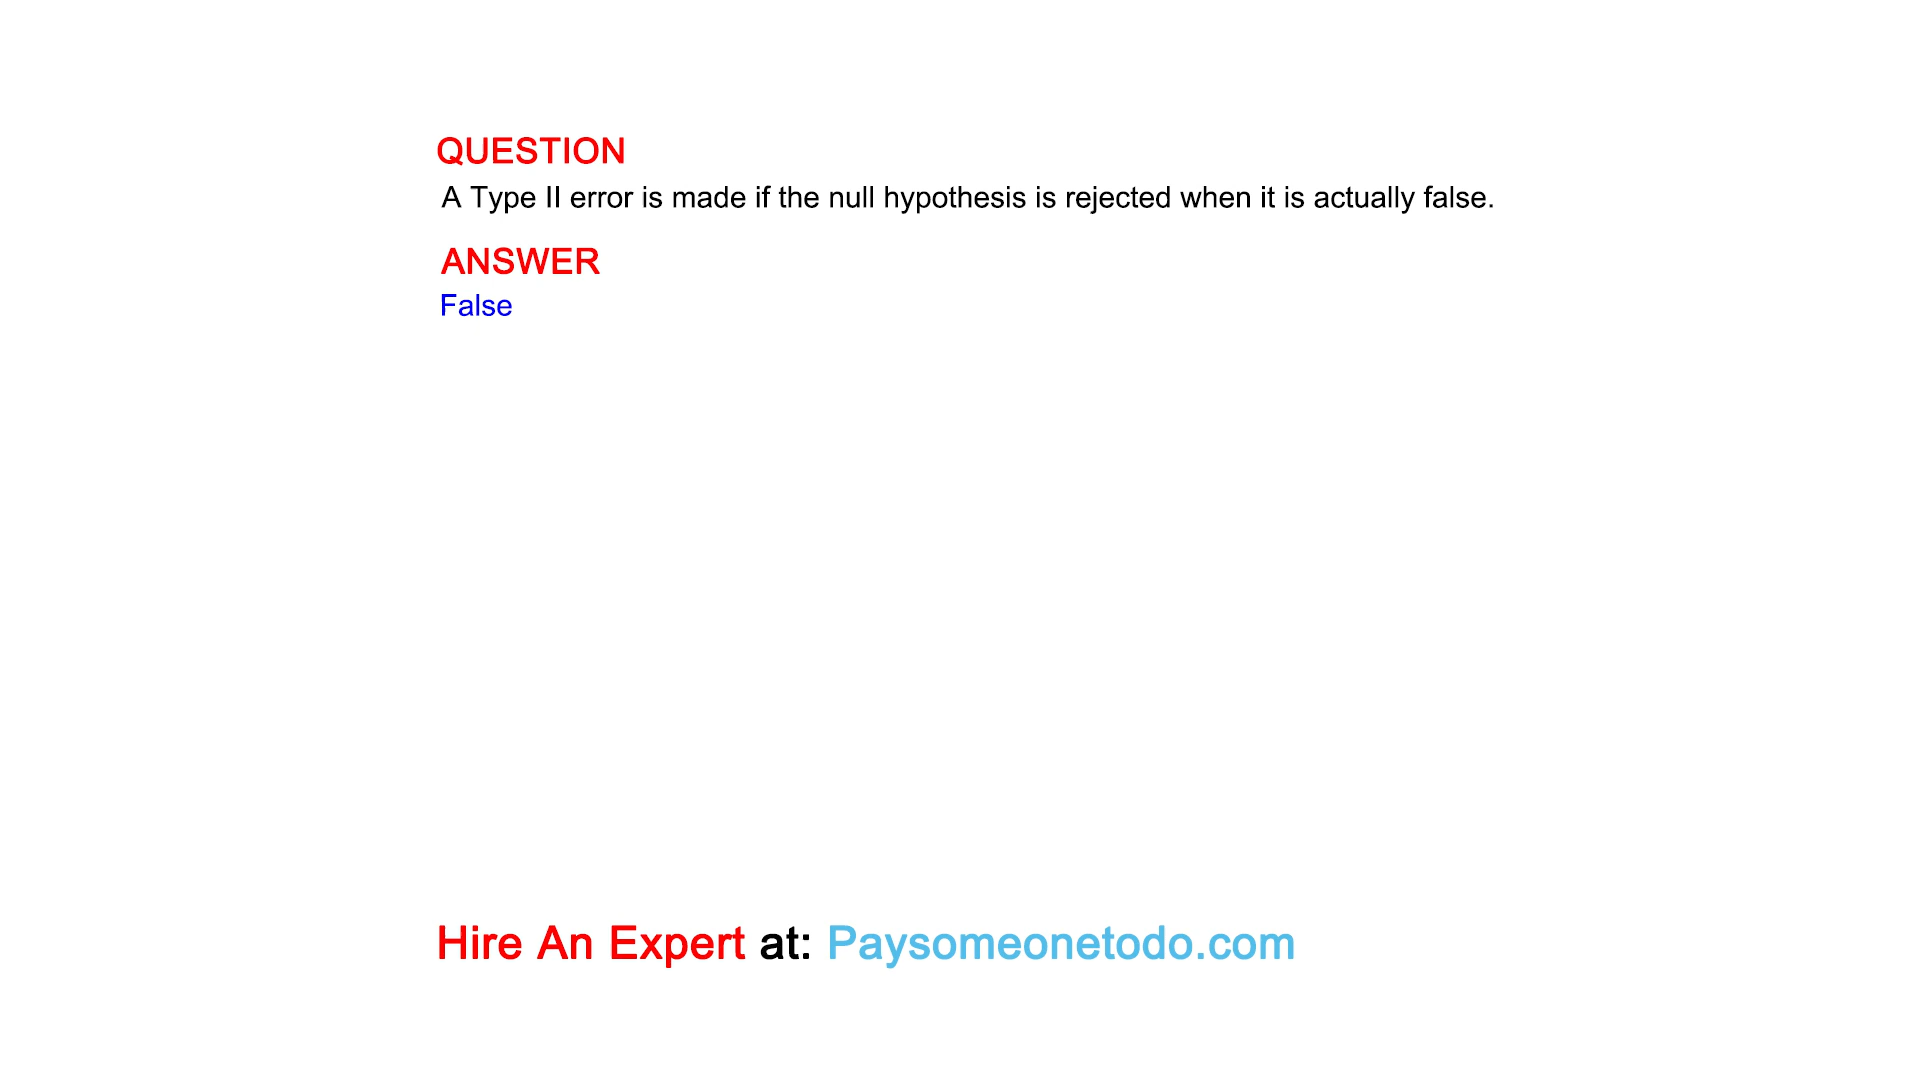 QUESTION
A Type II error is made if the null hypothesis is rejected when it is actually false.
ANSWER
False
Hire An Expert at: Paysomeonetodo.com